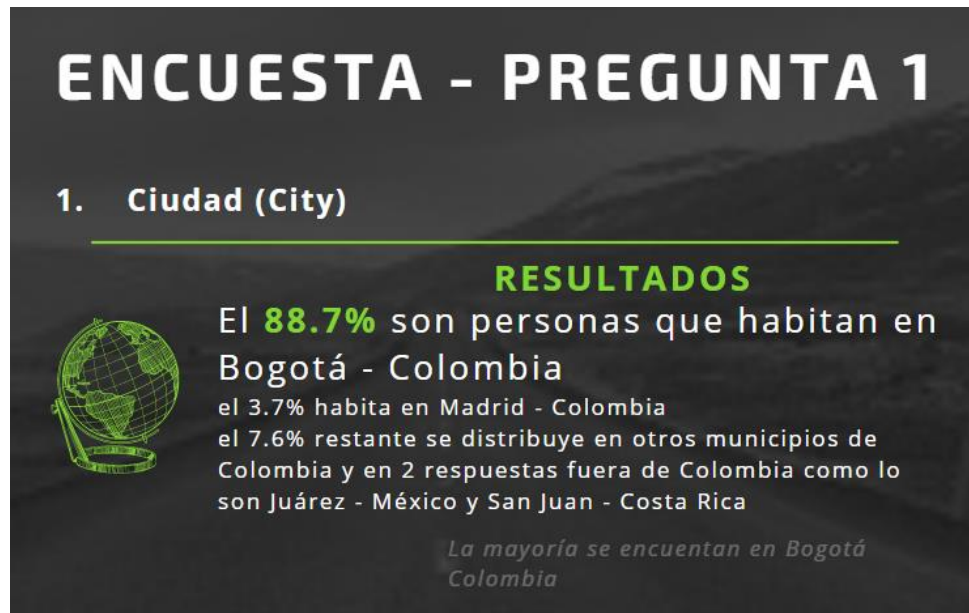 ENCUESTA - PREGUNTA 1
1. Ciudad (City)
RESULTADOS
El 88.7% son personas que habitan en
Bogotá - Colombia
el 3.7% habita en Madrid - Colombia
el 7.6% restante se distribuye en otros municipios de
Colombia y en 2 respuestas fuera de Colombia como lo
son Juárez - México y San Juan - Costa Rica
La mayoría se encuentan en Bogotá
Colombia